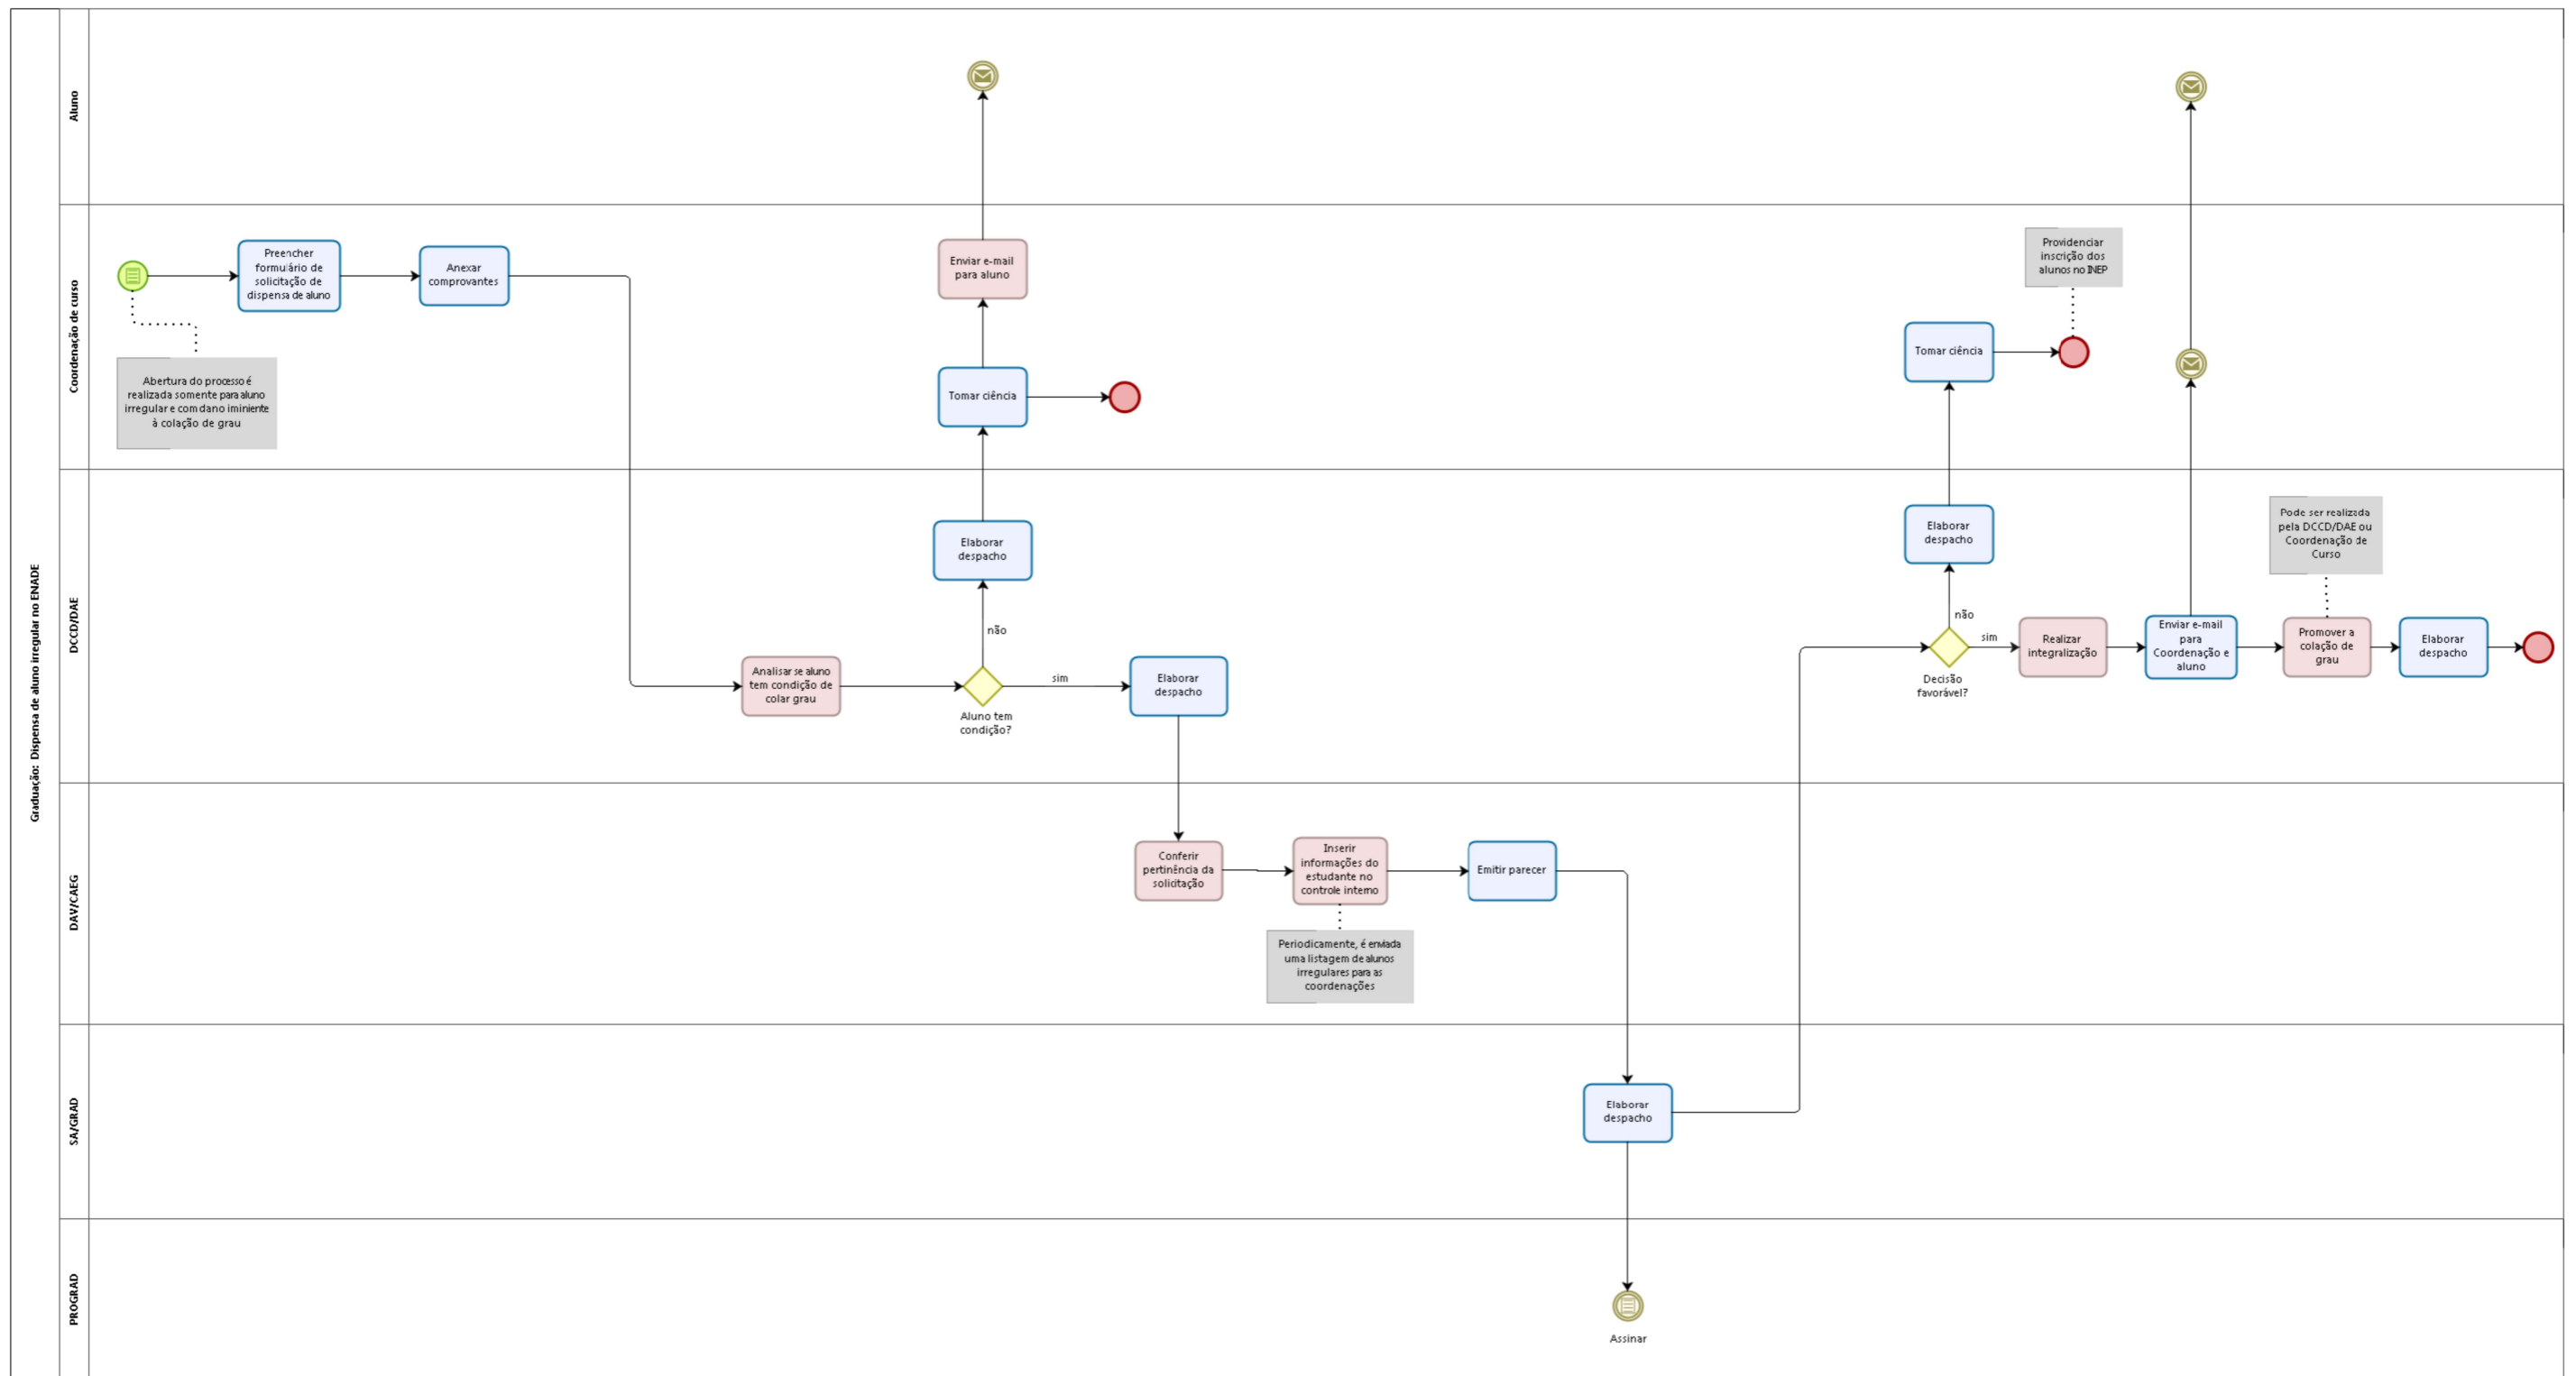 Graduação: Dispensa de aluno irregular no ENADE
Aluno
Coordenação de curso
Preencher
formulário de
solicitação de
dispensa de aluno
Anexar
comprovantes
Abertura do processo é
realizada somente para aluno
irregular e com dano iminiente
à colação de grau
Enviar e-mail
para aluno
Tomar ciência
Providenciar
inscrição dos
alunos no INEP
Tomar ciência
DCCD/DAE
Analisar se aluno
tem condição de
colar grau
Elaborar
despacho
não
Aluno tem
condição?
sim
Elaborar
despacho
Elaborar
despacho
não
Decisão
favorável?
sim
Realizar
integralização
Enviar e-mail
para
Coordenação e
aluno
Pode ser realizada
pela DCCD/DAE ou
Coordenação de
Curso
Promover a
colação de
grau
Elaborar
despacho
DAV/CAEG
Conferir
pertinência da
solicitação
Inserir
informações do
estudante no
controle interno
Emitir parecer
Periodicamente, é enviada
uma listagem de alunos
irregulares para as
coordenações
SA/GRAD
Elaborar
despacho
PROGRAD
Assinar